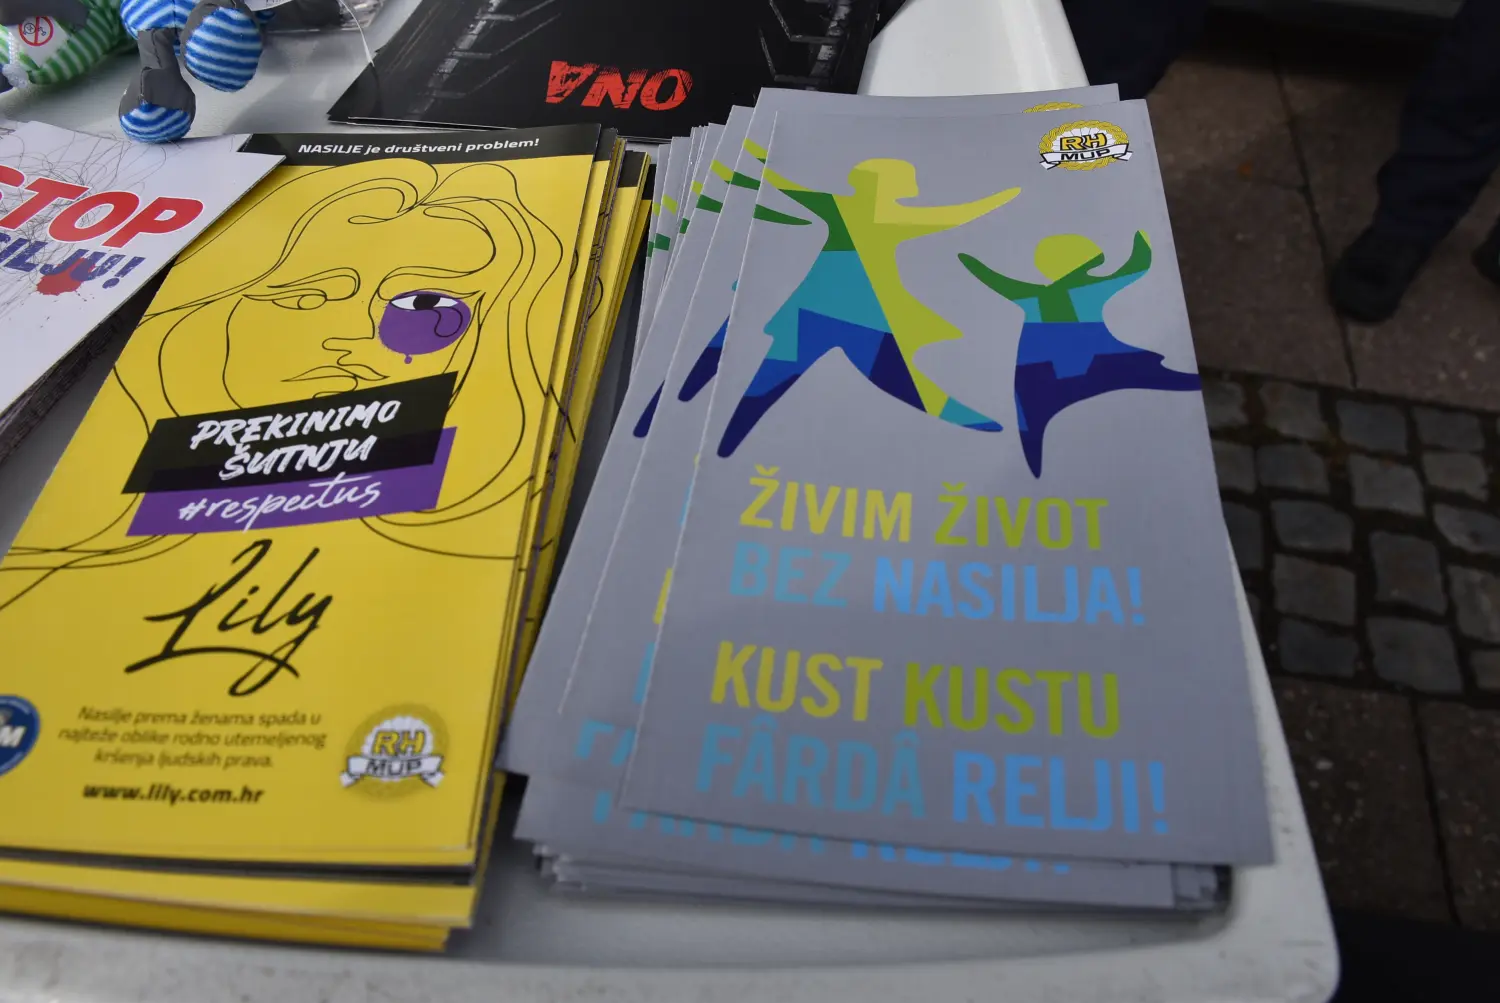 ONA
STOP
NASILJE je društveni problem!
PREKINIMO
ŠUTNJU
#respectus
Lily
Nasilje prema ženama spada u
najteže oblike rodno utemeljenog
kršenja ljudskih prava.
www.lily.com.hr
RH
MUP
RH
MUP
ŽIVIM ŽIVOT
BEZ NASILJA!
KUST KUSTU
FÂRDÂ RELJI!